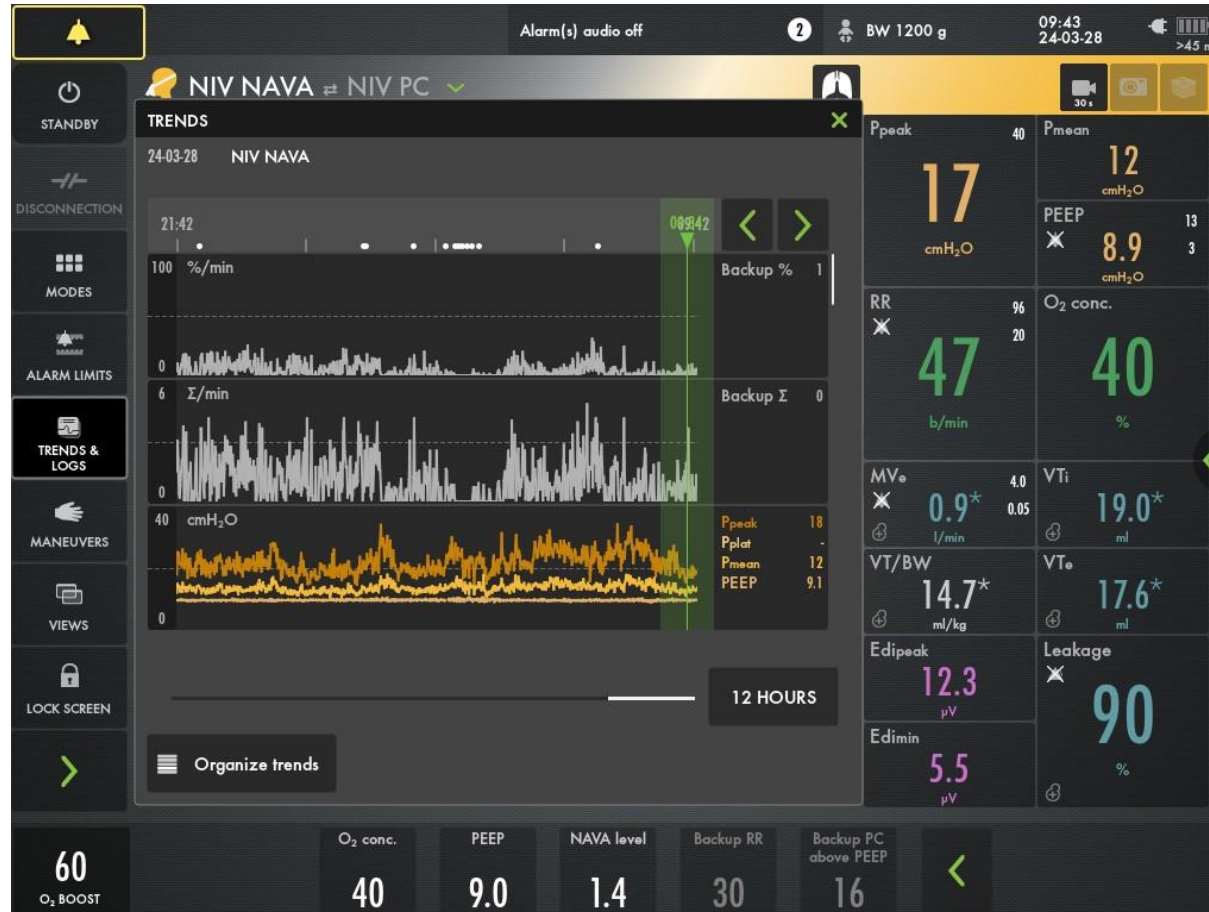 Alarm(s) audio off 2 BW 1200 g 09:43
24-03-28 >45
STANDBY
NIV NAVA ⇄ NIV PC
30 s
DISCONNECTION
MODES
ALARM LIMITS
TRENDS &
LOGS
MANEUVERS
VIEWS
LOCK SCREEN
TRENDS
24-03-28 NIV NAVA
21:42
100 %/min Backup % 1
0
6 Σ/min Backup Σ 0
0
40 cmH₂O Ppeak 18
Pplat -
Pmean 12
PEEP 9.1
0
12 HOURS
Organize trends
Ppeak 40
17
cmH₂O
Pmean
12
cmH₂O
PEEP 13
8.9 3
cmH₂O
RR 96
20
47
b/min
O₂ conc.
40
%
MVe 4.0
0.9* 0.05
l/min
VTi
19.0*
ml
VT/BW
14.7*
ml/kg
VTe
17.6*
ml
Edipeak
12.3
µV
Leakage
90
%
Edimin
5.5
µV
60
O₂ BOOST
O₂ conc.
40
PEEP
9.0
NAVA level
1.4
Backup RR
30
Backup PC
above PEEP
16